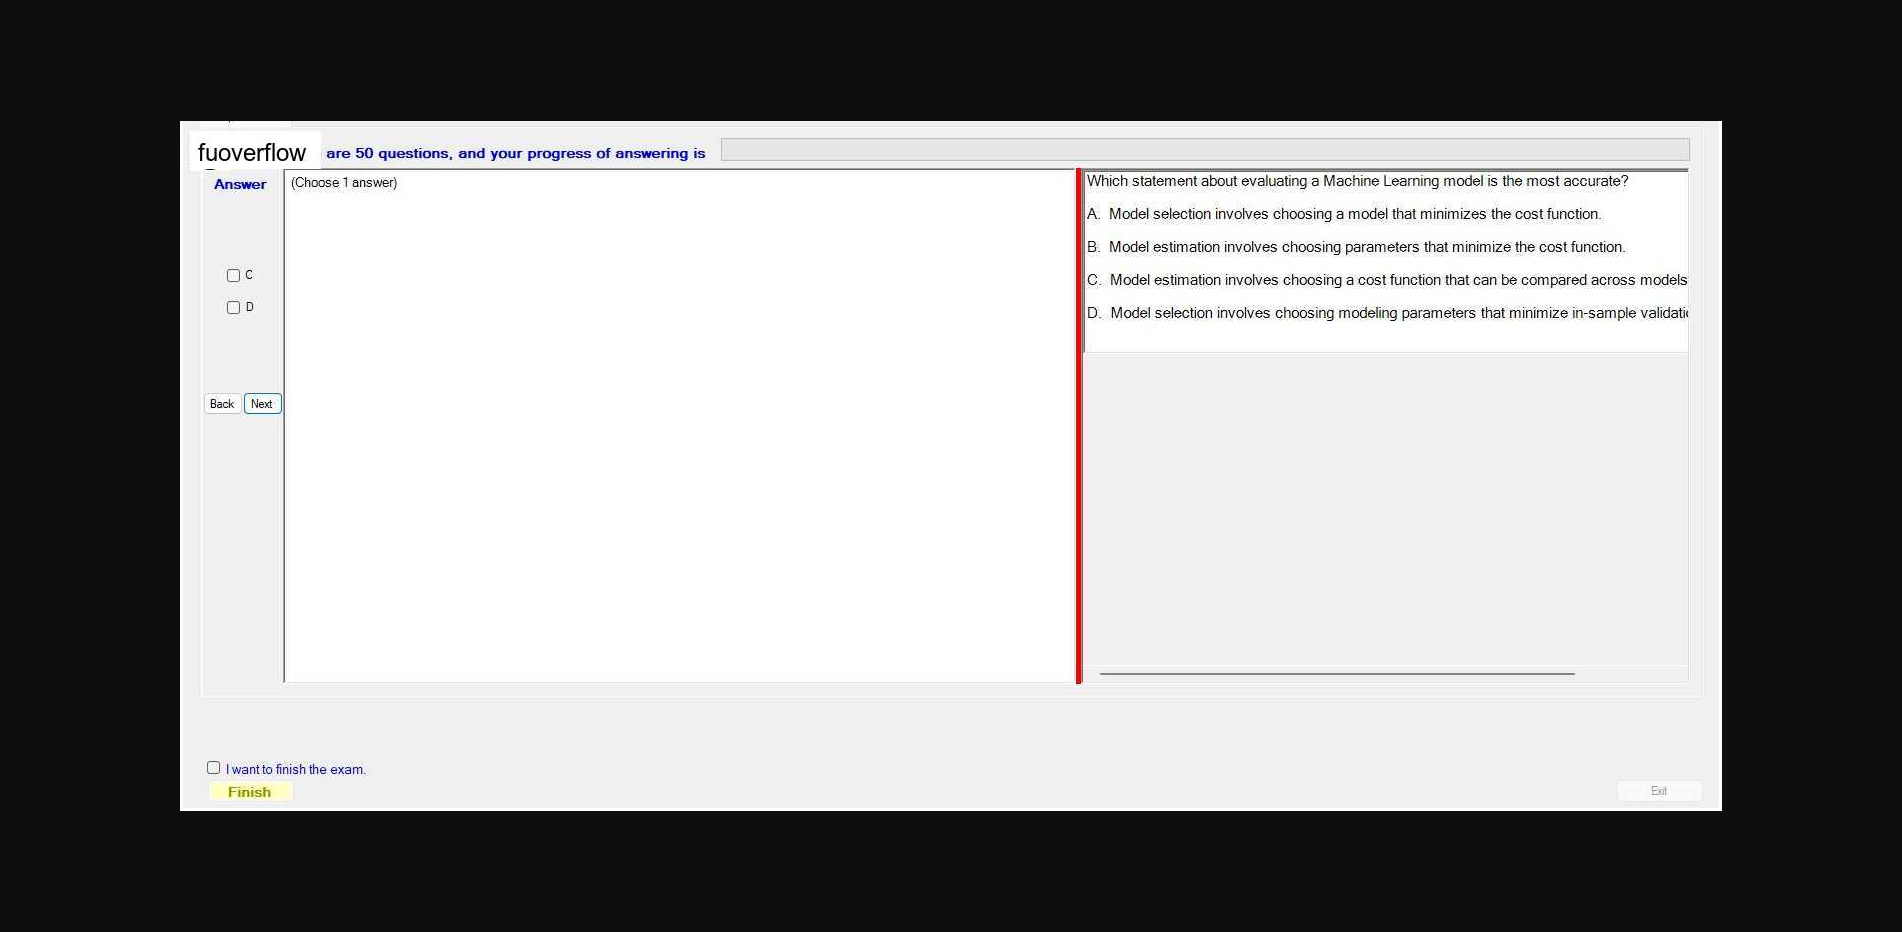 fuoverflow are 50 questions, and your progress of answering is
Answer
(Choose 1 answer)
C
D
Back Next
Which statement about evaluating a Machine Learning model is the most accurate?
A. Model selection involves choosing a model that minimizes the cost function.
B. Model estimation involves choosing parameters that minimize the cost function.
C. Model estimation involves choosing a cost function that can be compared across models
D. Model selection involves choosing modeling parameters that minimize in-sample
I want to finish the exam.
Finish
Exit